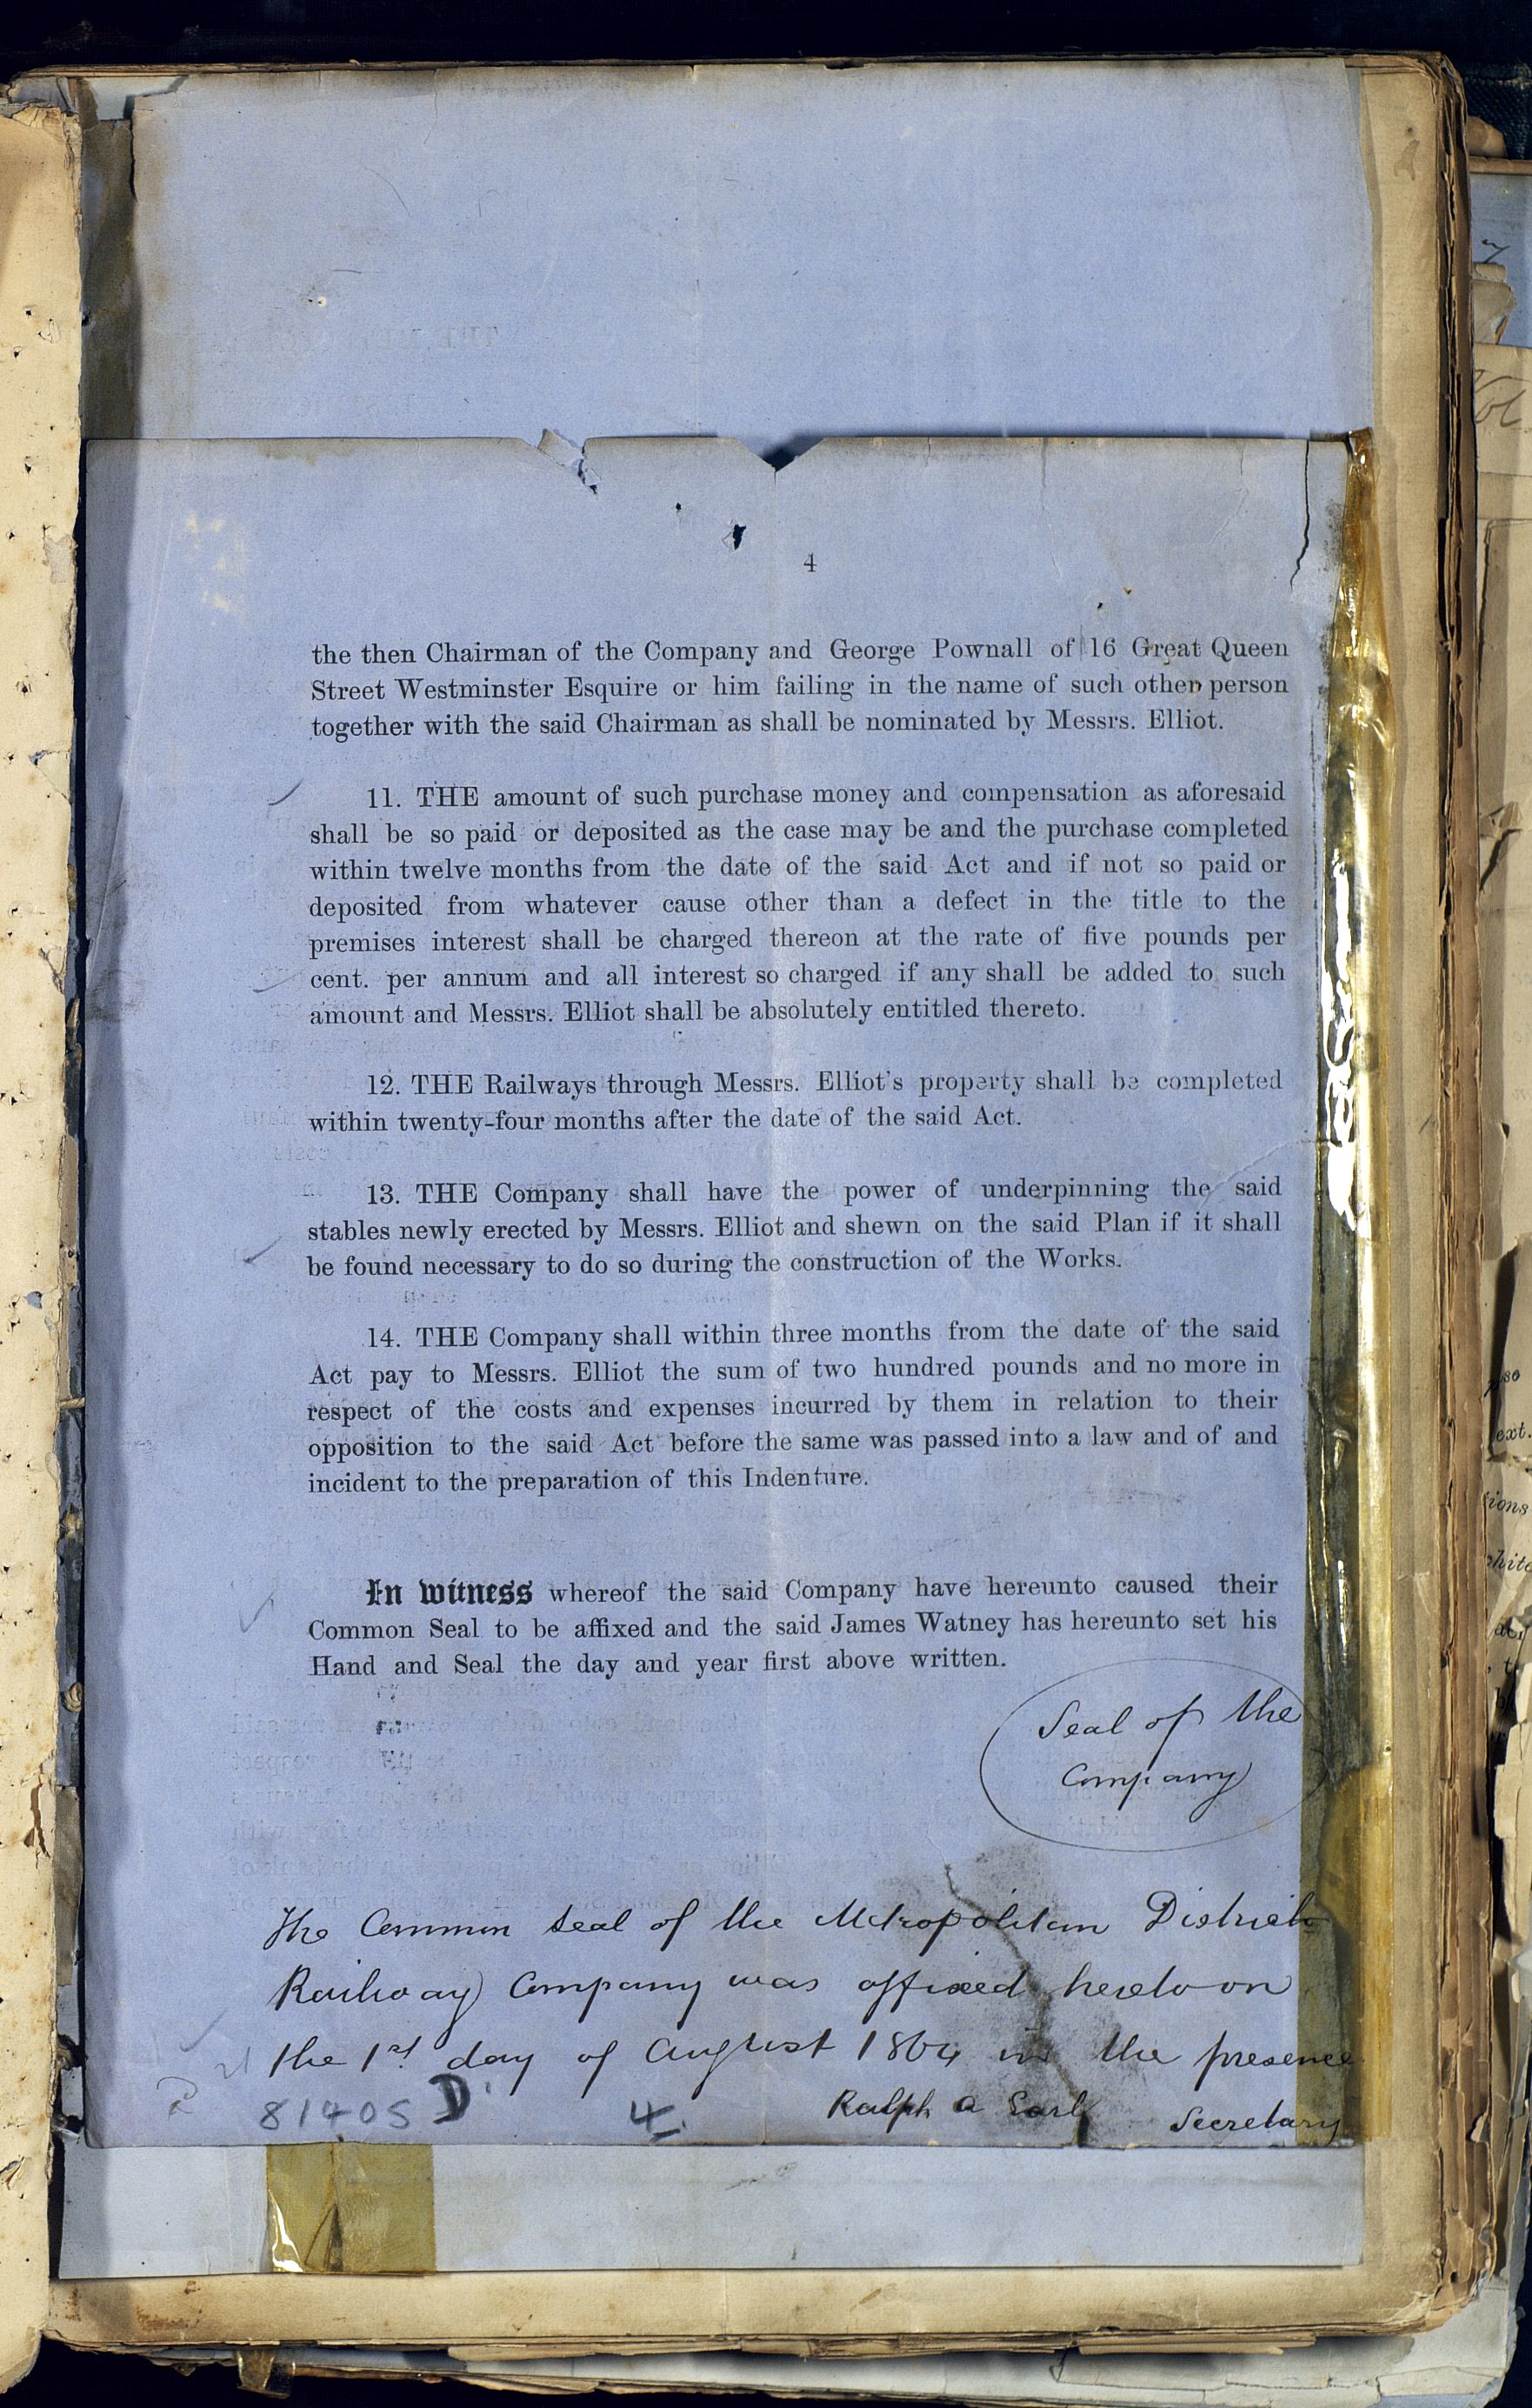 4
the then Chairman of the Company and George Pownall of 16 Great Queen
Street Westminster Esquire or him failing in the name of such other person
together with the said Chairman as shall be nominated by Messrs. Elliot.
11. THE amount of such purchase money and compensation as aforesaid
shall be so paid or deposited as the case may be and the purchase completed
within twelve months from the date of the said Act and if not so paid or
deposited from whatever cause other than a defect in the title to the
premises interest shall be charged thereon at the rate of five pounds per
cent. per annum and all interest so charged if any shall be added to such
amount and Messrs. Elliot shall be absolutely entitled thereto.
12. THE Railways through Messrs. Elliot's property shall be completed
within twenty-four months after the date of the said Act.
13. THE Company shall have the power of underpinning the said
stables newly erected by Messrs. Elliot and shewn on the said Plan if it shall
be found necessary to do so during the construction of the Works.
14. THE Company shall within three months from the date of the said
Act pay to Messrs. Elliot the sum of two hundred pounds and no more in
respect of the costs and expenses incurred by them in relation to their
opposition to the said Act before the same was passed into a law and of and
incident to the preparation of this Indenture.
In witness whereof the said Company have hereunto caused their
Common Seal to be affixed and the said James Watney has hereunto set his
Hand and Seal the day and year first above written.
Seal of the
Company
The Common Seal of the Metropolitan District
Railway Company was affixed hereto on
the 1st day of August 1864 in the presence
81405 D 4. Ralph A Earle Secretary